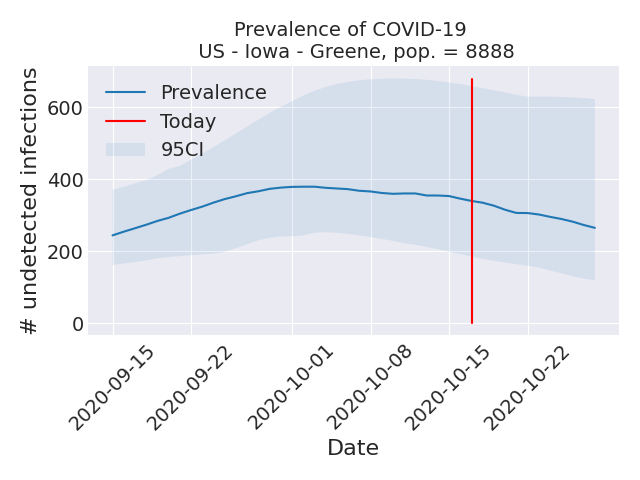 Prevalence of COVID-19
US - Iowa - Greene, pop. = 8888
# undetected infections
600
400
200
0
Prevalence
Today
95CI
2020-09-15
2020-09-22
2020-10-01
2020-10-08
2020-10-15
2020-10-22
Date